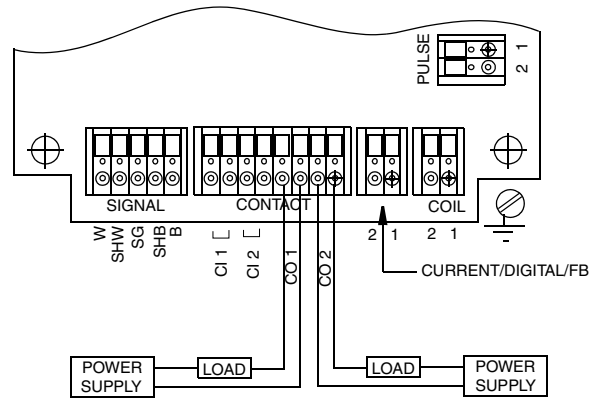 PULSE
1
2
SIGNAL
CONTACT
COIL
W
SHW
SG
SHB
B
CI 1
CI 2
CO 1
CO 2
2 1
2 1
CURRENT/DIGITAL/FB
POWER
SUPPLY
LOAD
LOAD
POWER
SUPPLY